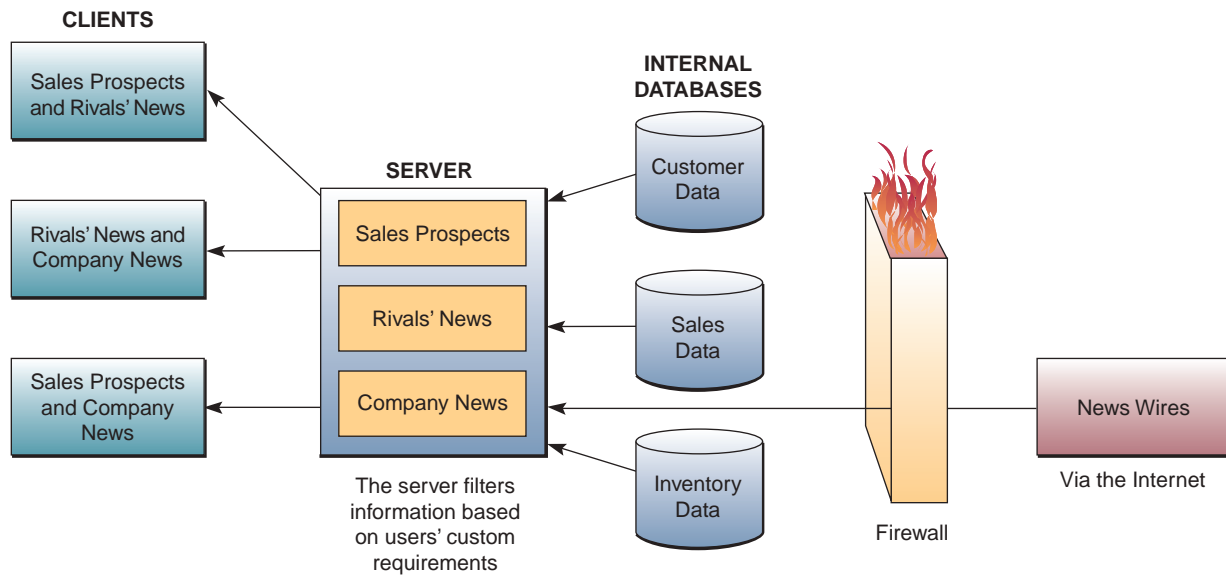 CLIENTS
Sales Prospects
and Rivals’ News
Rivals’ News and
Company News
Sales Prospects
and Company
News
SERVER
Sales Prospects
Rivals’ News
Company News
The server filters
information based
on users’ custom
requirements
INTERNAL
DATABASES
Customer
Data
Sales
Data
Inventory
Data
Firewall
News Wires
Via the Internet